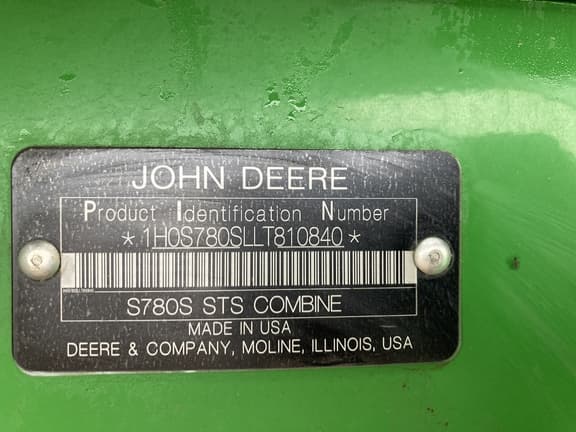 JOHN DEERE
Product Identification Number
*1H0S780SLLT810840*
S780S STS COMBINE
MADE IN USA
DEERE & COMPANY, MOLINE, ILLINOIS, USA